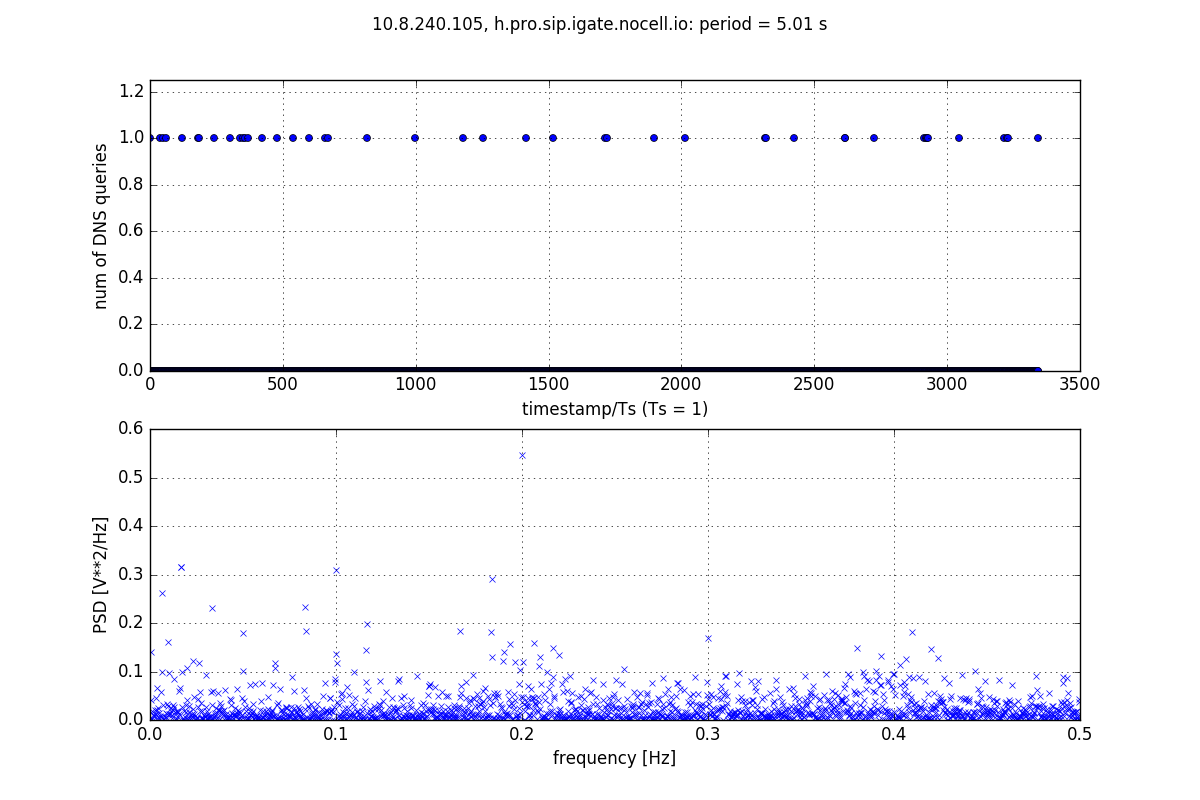 10.8.240.105, h.pro.sip.igate.nocell.io: period = 5.01 s
num of DNS queries
1.2
1.0
0.8
0.6
0.4
0.2
0.0
0 500 1000 1500 2000 2500 3000 3500
timestamp/Ts (Ts = 1)
PSD [V**2/Hz]
0.6
0.5
0.4
0.3
0.2
0.1
0.0
0.0 0.1 0.2 0.3 0.4 0.5
frequency [Hz]